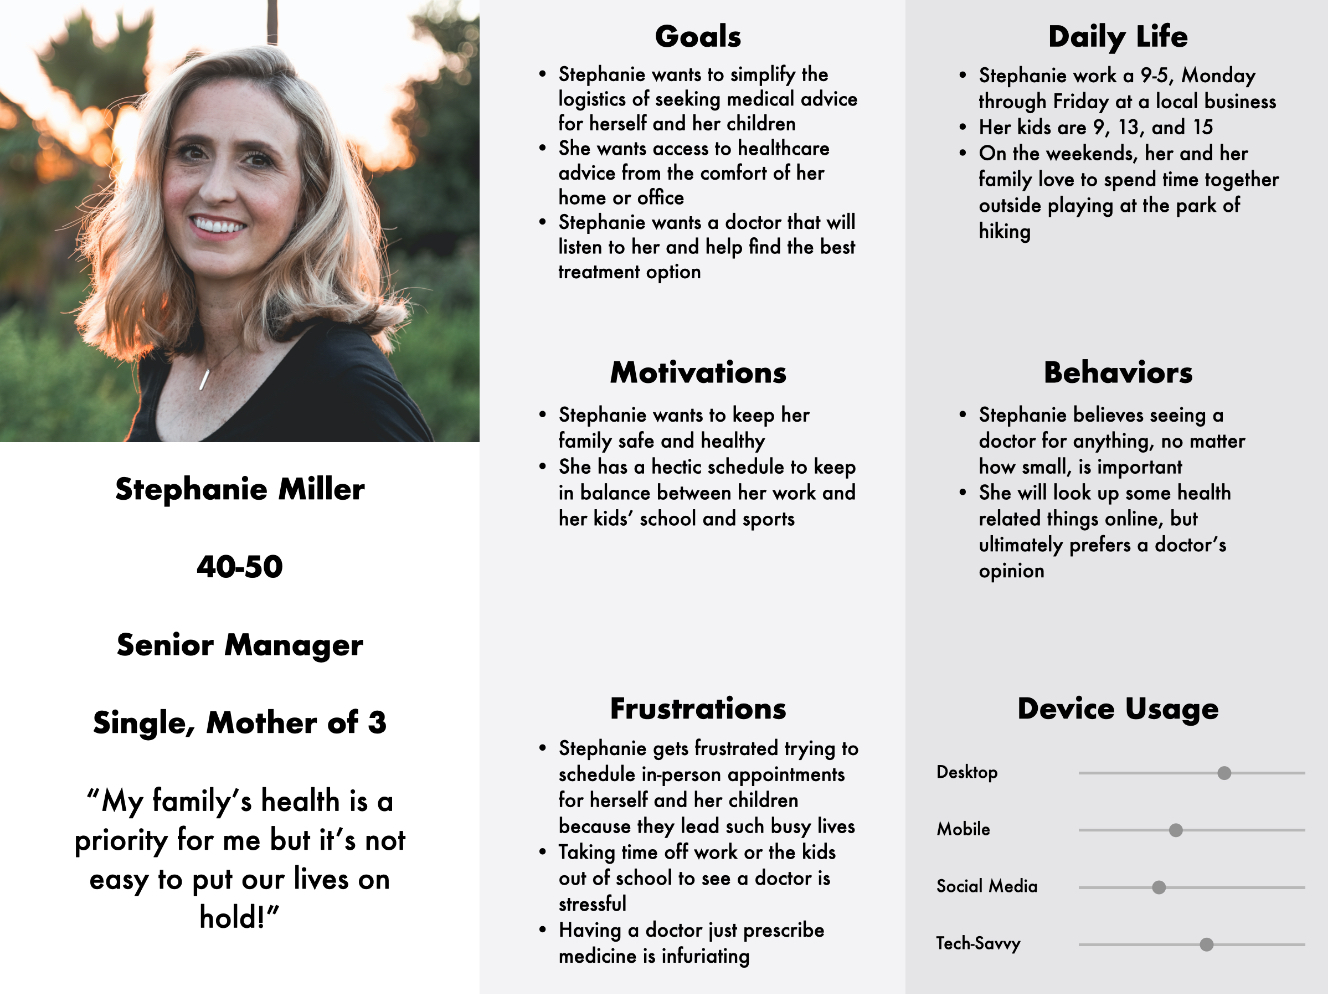 Stephanie Miller
40-50
Senior Manager
Single, Mother of 3
“My family’s health is a
priority for me but it’s not
easy to put our lives on
hold!”
Goals
• Stephanie wants to simplify the
logistics of seeking medical advice
for herself and her children
• She wants access to healthcare
advice from the comfort of her
home or office
• Stephanie wants a doctor that will
listen to her and help find the best
treatment option
Motivations
• Stephanie wants to keep her
family safe and healthy
• She has a hectic schedule to keep
in balance between her work and
her kids’ school and sports
Frustrations
• Stephanie gets frustrated trying to
schedule in-person appointments
for herself and her children
because they lead such busy lives
• Taking time off work or the kids
out of school to see a doctor is
stressful
• Having a doctor just prescribe
medicine is infuriating
Daily Life
• Stephanie work a 9-5, Monday
through Friday at a local business
• Her kids are 9, 13, and 15
• On the weekends, her and her
family love to spend time together
outside playing at the park of
hiking
Behaviors
• Stephanie believes seeing a
doctor for anything, no matter
how small, is important
• She will look up some health
related things online, but
ultimately prefers a doctor’s
opinion
Device Usage
Desktop
Mobile
Social Media
Tech-Savvy